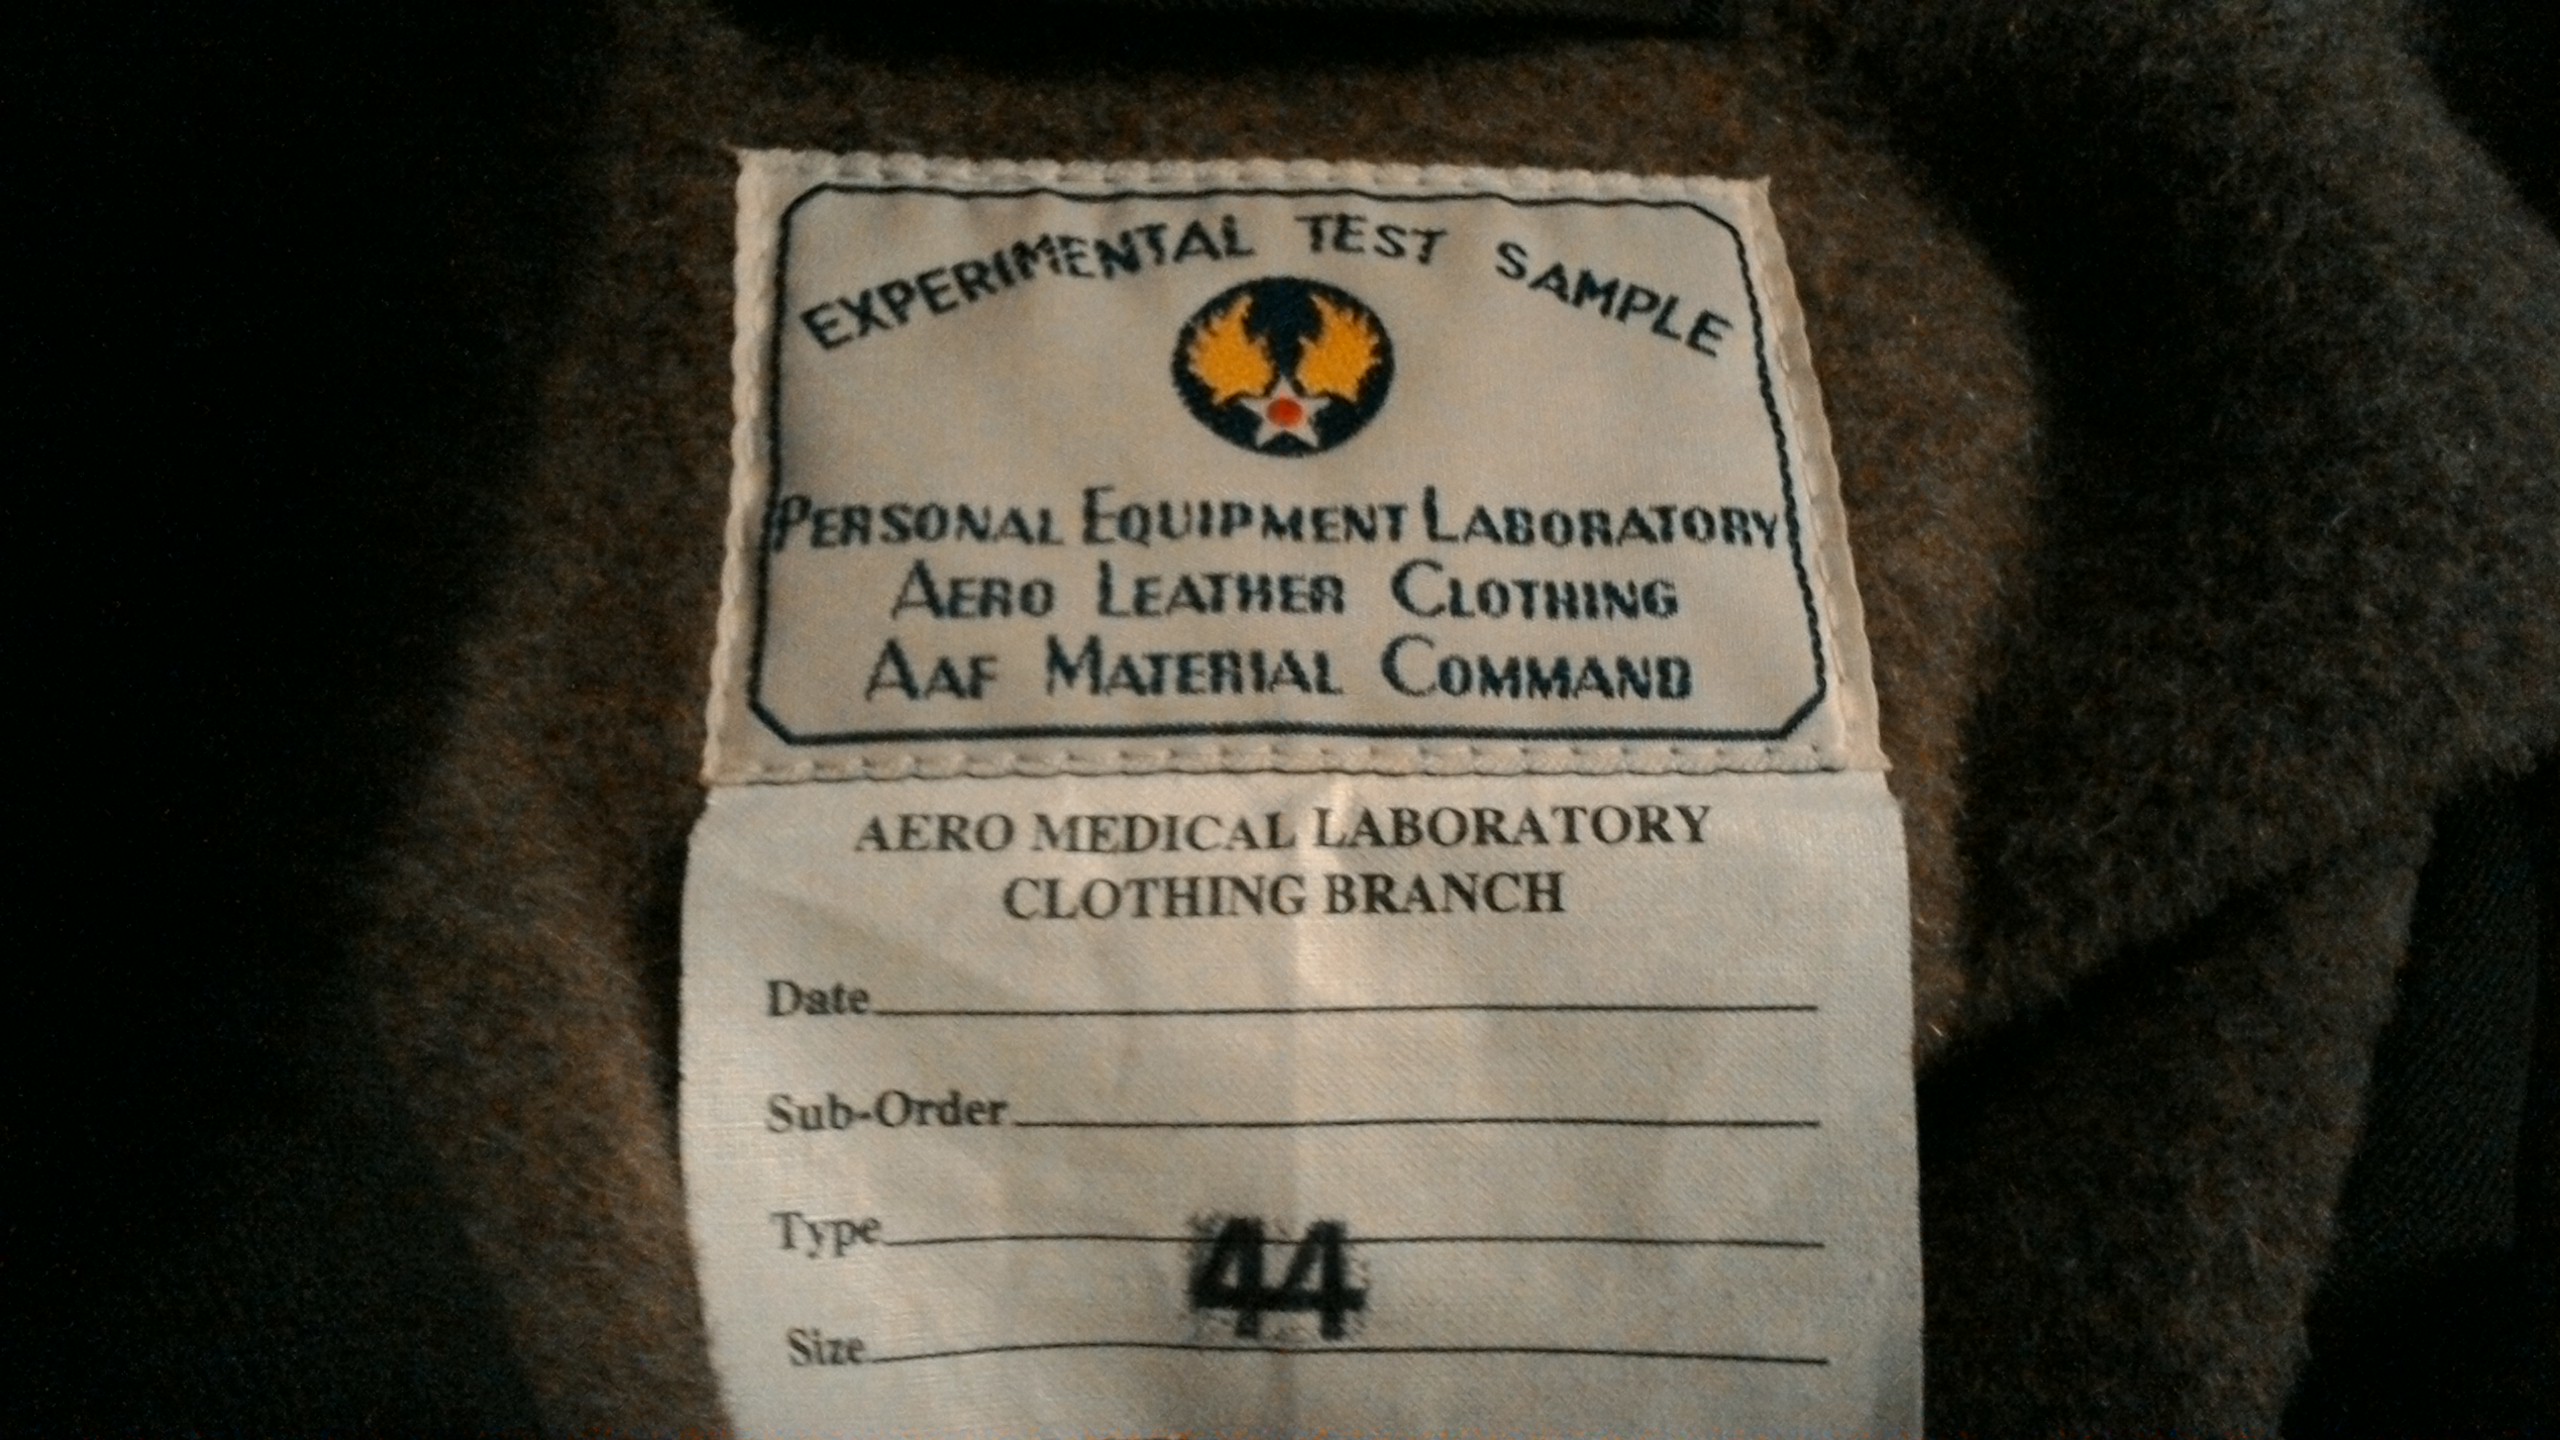 EXPERIMENTAL TEST SAMPLE
PERSONAL EQUIPMENT LABORATORY
AERO LEATHER CLOTHING
AAF MATERIAL COMMAND
AERO MEDICAL LABORATORY
CLOTHING BRANCH
Date
Sub-Order
Type
44
Size